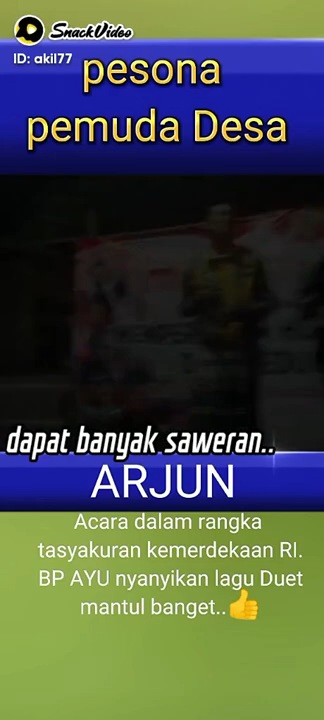 SnackVideo
ID: akil77
pesona
pemuda Desa
dapat banyak saweran..
ARJUN
Acara dalam rangka
tasyakuran kemerdekaan RI.
BP AYU nyanyikan lagu Duet
mantul banget..👍